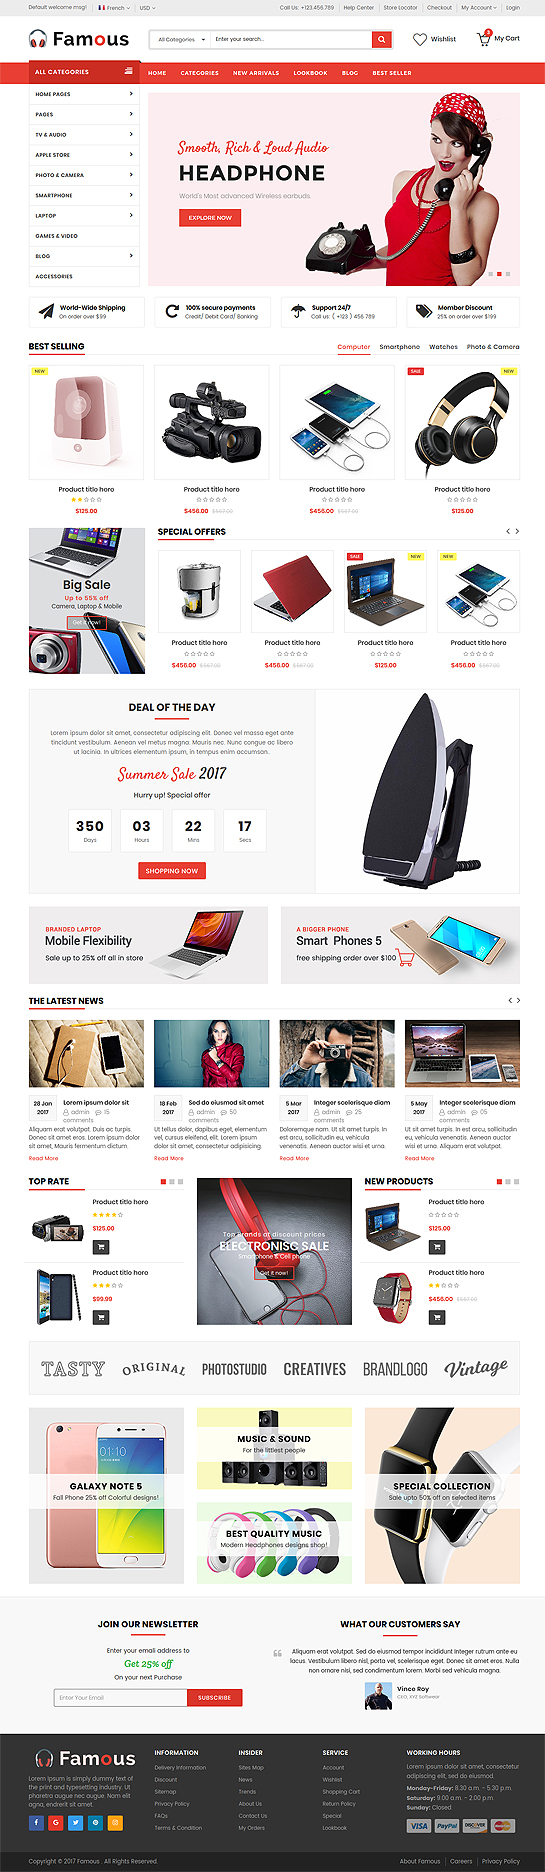 Default welcome msg!
French
USD
Call Us: +123.456.789
Help Center
Store Locator
Checkout
My Account
Login
Famous
All Categories
Enter your search...
Wishlist
My Cart
ALL CATEGORIES
HOME
CATEGORIES
NEW ARRIVALS
LOOKBOOK
BLOG
BEST SELLER
HOME PAGES
PAGES
TV & AUDIO
APPLE STORE
PHOTO & CAMERA
SMARTPHONE
LAPTOP
GAMES & VIDEO
BLOG
ACCESSORIES
Smooth, Rich & Loud Audio
HEADPHONE
World's Most advanced Wireless earbuds.
EXPLORE NOW
World-Wide Shipping
On order over $99
100% secure payments
Credit/ Debit Card/ Banking
Support 24/7
Call us: ( +123 ) 456 789
Member Discount
25% on order over $199
BEST SELLING
Computer
Smartphone
Watches
Photo & Camera
NEW
SALE
NEW
Product title here
$125.00
Product title here
$456.00 $567.00
Product title here
$456.00 $567.00
Product title here
$125.00
Big Sale
Up to 55% off
Camera, Laptop & Mobile
Get it now!
SPECIAL OFFERS
SALE
NEW
NEW
Product title here
$456.00 $567.00
Product title here
$456.00 $567.00
Product title here
$125.00
Product title here
$456.00 $567.00
DEAL OF THE DAY
Lorem ipsum dolor sit amet, consectetur adipiscing elit. Donec vel massa eget ante
tincidunt vestibulum. Aenean vel metus magna. Mauris nec. Nunc congue ac libero
ut lacinia. In ultrices elementum ipsum, in tempus enim accumsan.
Summer Sale 2017
Hurry up! Special offer
350
Days
03
Hours
22
Mins
17
Secs
SHOPPING NOW
BRANDED LAPTOP
Mobile Flexibility
Sale up to 25% off all in store
A BIGGER PHONE
Smart Phones 5
free shipping order over $100
THE LATEST NEWS
28 Jan
2017
Lorem ipsum dolor sit
admin 15
comments
Aliquam erat volutpat. Duis ac turpis.
Donec sit amet eros. Lorem ipsum dolor
sit amet, Mauris fermentum dictum.
Read More
18 Feb
2017
Sed do eiusmod sit amet
admin 50
comments
Ut tellus dolor, dapibus eget, elementum
vel, cursus eleifend, elit. Lorem ipsum dolor
sit amet, consectetur adipisicing.
Read More
5 Mar
2017
Integer scelerisque diam
admin 25
comments
Doloremque nam. Ut sit amet turpis. In
est arcu, sollicitudin eu, vehicula
venenatis. Aenean auctor wisi et urna.
Read More
5 May
2017
Integer scelerisque diam
admin 05
comments
Ut sit amet turpis. In est arcu,
sollicitudin eu, vehicula. Aenean auctor
wisi et urna. Aliquam erat volutpat.
Read More
TOP RATE
Product title here
$125.00
Product title here
$99.99
Top Brands at discount prices
ELECTRONISC SALE
Smartphone & Cell phone
Get it now!
NEW PRODUCTS
Product title here
$125.00
Product title here
$456.00 $567.00
TASTY
ORIGINAL
PHOTOSTUDIO
CREATIVES
BRANDLOGO
Vintage
GALAXY NOTE 5
Fall Phone 25% off Colorful designs!
MUSIC & SOUND
For the littlest people
BEST QUALITY MUSIC
Modern Headphones designs shop!
SPECIAL COLLECTION
Sale upto 50% off on selected items
JOIN OUR NEWSLETTER
Enter your email address to
Get 25% off
On your next Purchase
Enter Your Email
SUBSCRIBE
WHAT OUR CUSTOMERS SAY
Aliquam erat volutpat. Sed do eiusmod tempor incididunt Integer rutrum ante eu
lacus. Vestibulum libero nisl, porta vel, scelerisque eget. Donec sit amet eros. Nulla
non ornare nisi, sed condimentum lorem. Morbi sed vehicula magna.
Vince Roy
CEO, XYZ Software
Famous
Lorem Ipsum is simply dummy text of
the print and typesetting industry. Ut
pharetra augue nec augue. Nam elit
agna, endrerit sit amet.
INFORMATION
Delivery Information
Discount
Sitemap
Privacy Policy
FAQs
Terms & Condition
INSIDER
Sites Map
News
Trends
About Us
Contact Us
My Orders
SERVICE
Account
Wishlist
Shopping Cart
Return Policy
Special
Lookbook
WORKING HOURS
Lorem ipsum dolor sit amet, consectetur
adipiscing elit, sed do eiusmod.
Monday-Friday: 8.30 a.m. - 5.30 p.m.
Saturday: 9.00 a.m. - 2.00 p.m.
Sunday: Closed
VISA
PayPal
DISCOVER
Copyright © 2017 Famous . All Rights Reserved.
About Famous
Careers
Privacy Policy